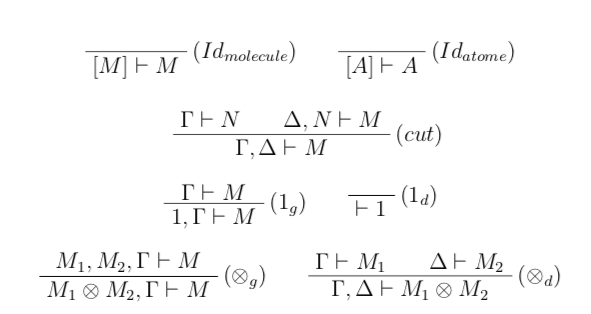 [M] ⊢ M (Id_molecule) [A] ⊢ A (Id_atome)
Γ ⊢ N Δ, N ⊢ M
Γ, Δ ⊢ M (cut)
Γ ⊢ M
1, Γ ⊢ M (1_g) ⊢ 1 (1_d)
M_1, M_2, Γ ⊢ M Γ ⊢ M_1 Δ ⊢ M_2
M_1 ⊗ M_2, Γ ⊢ M (⊗_g) Γ, Δ ⊢ M_1 ⊗ M_2 (⊗_d)